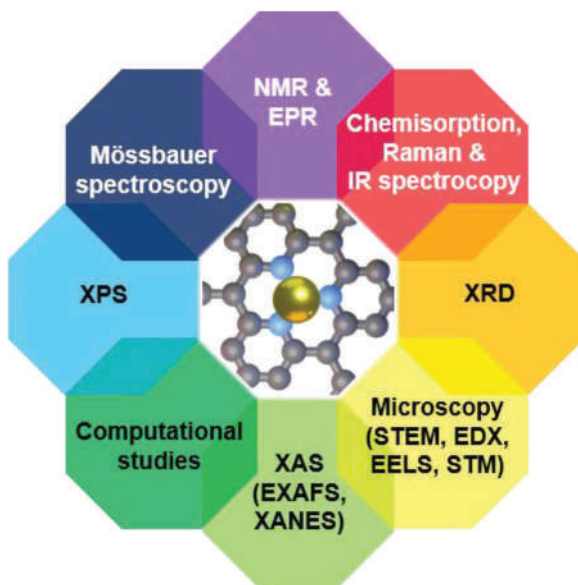 NMR &
EPR
Chemisorption,
Raman &
IR spectrocopy
Mössbauer
spectroscopy
XPS
XRD
Computational
studies
Microscopy
(STEM, EDX,
EELS, STM)
XAS
(EXAFS,
XANES)